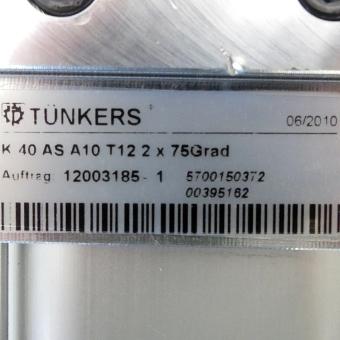 TÜNKERS® 06/2010
K 40 AS A10 T12 2 x 75Grad
Auftrag: 12003185- 1 5700150372
00395162